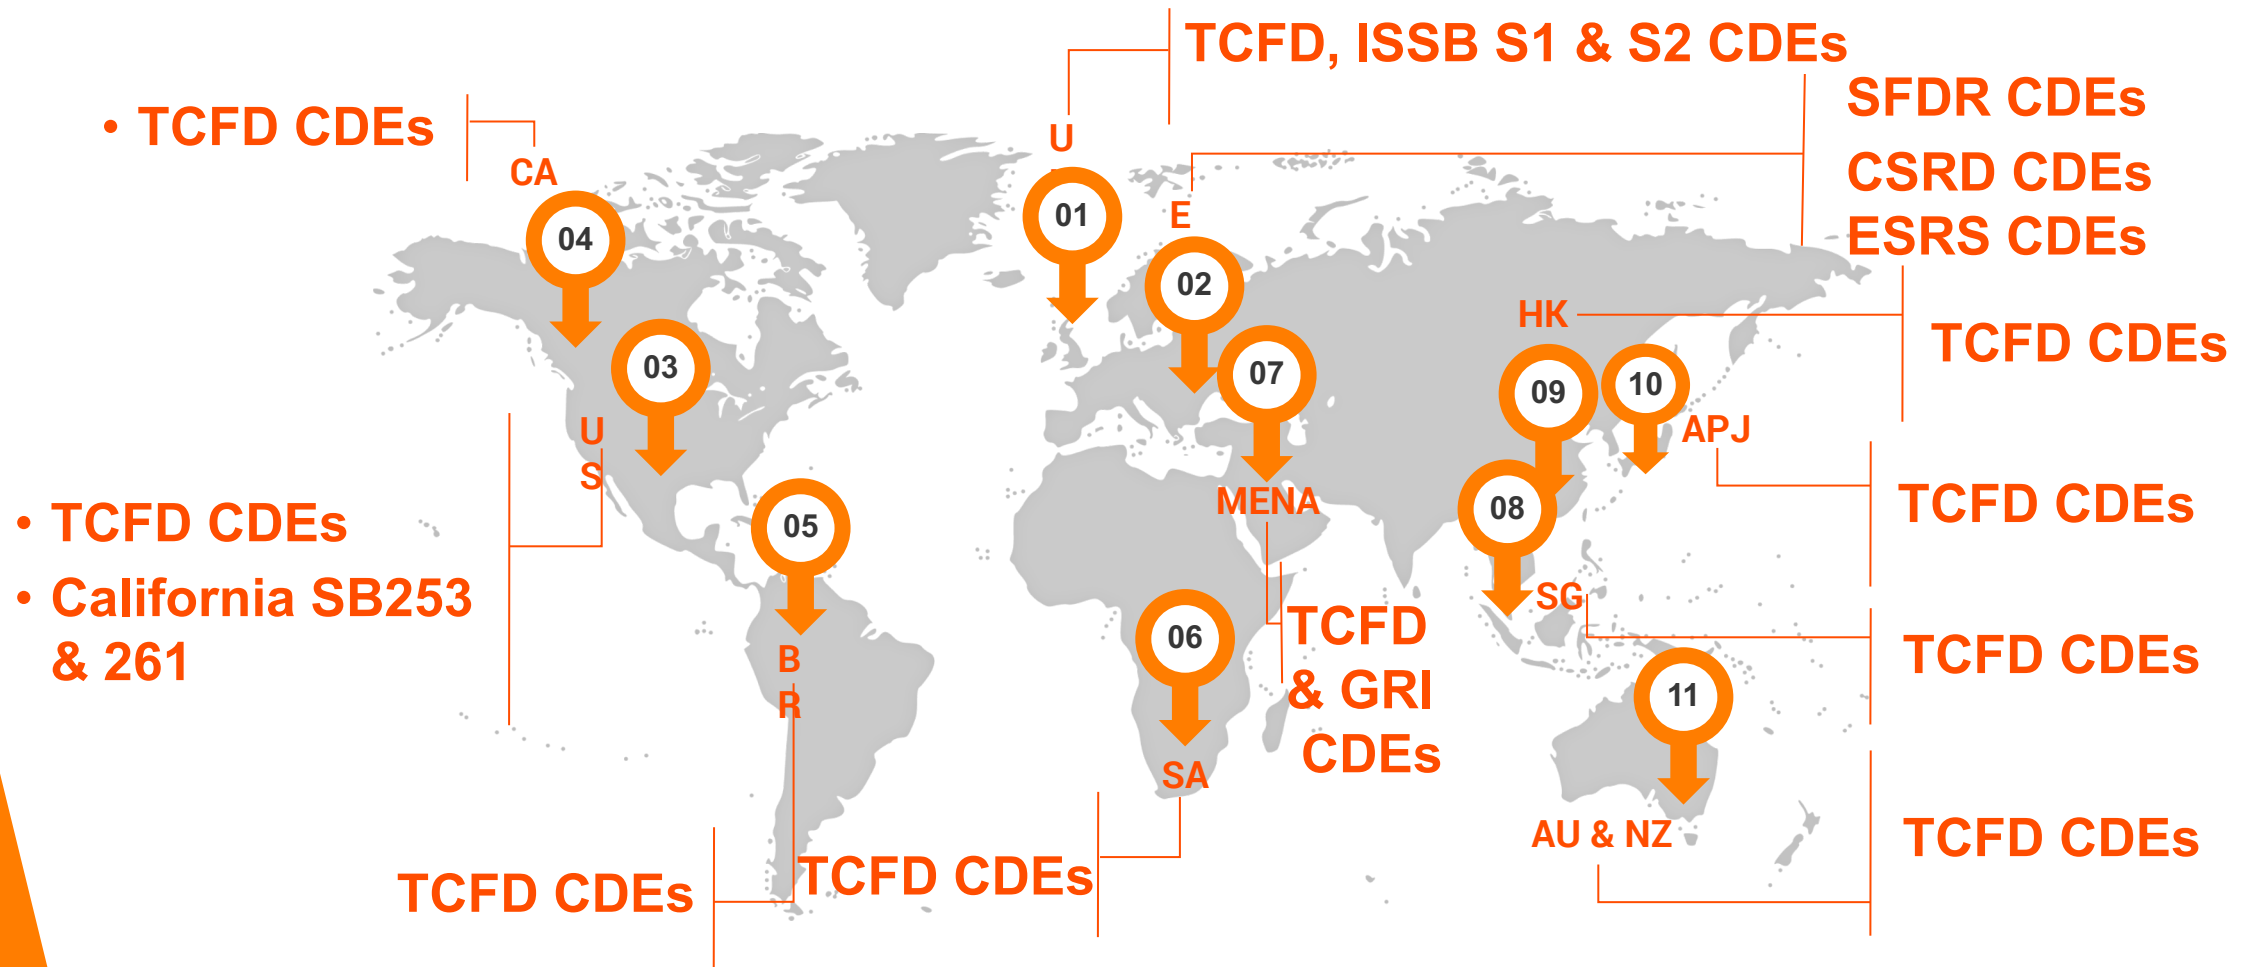 TCFD, ISSB S1 & S2 CDEs
SFDR CDEs
CSRD CDEs
ESRS CDEs
• TCFD CDEs
CA
U
E
01
02
03
04
HK
TCFD CDEs
07
09
10
APJ
U
S
MENA
TCFD CDEs
• TCFD CDEs
• California SB253
& 261
05
08
SG
TCFD
& GRI
CDEs
06
TCFD CDEs
B
R
11
SA
AU & NZ
TCFD CDEs
TCFD CDEs
TCFD CDEs